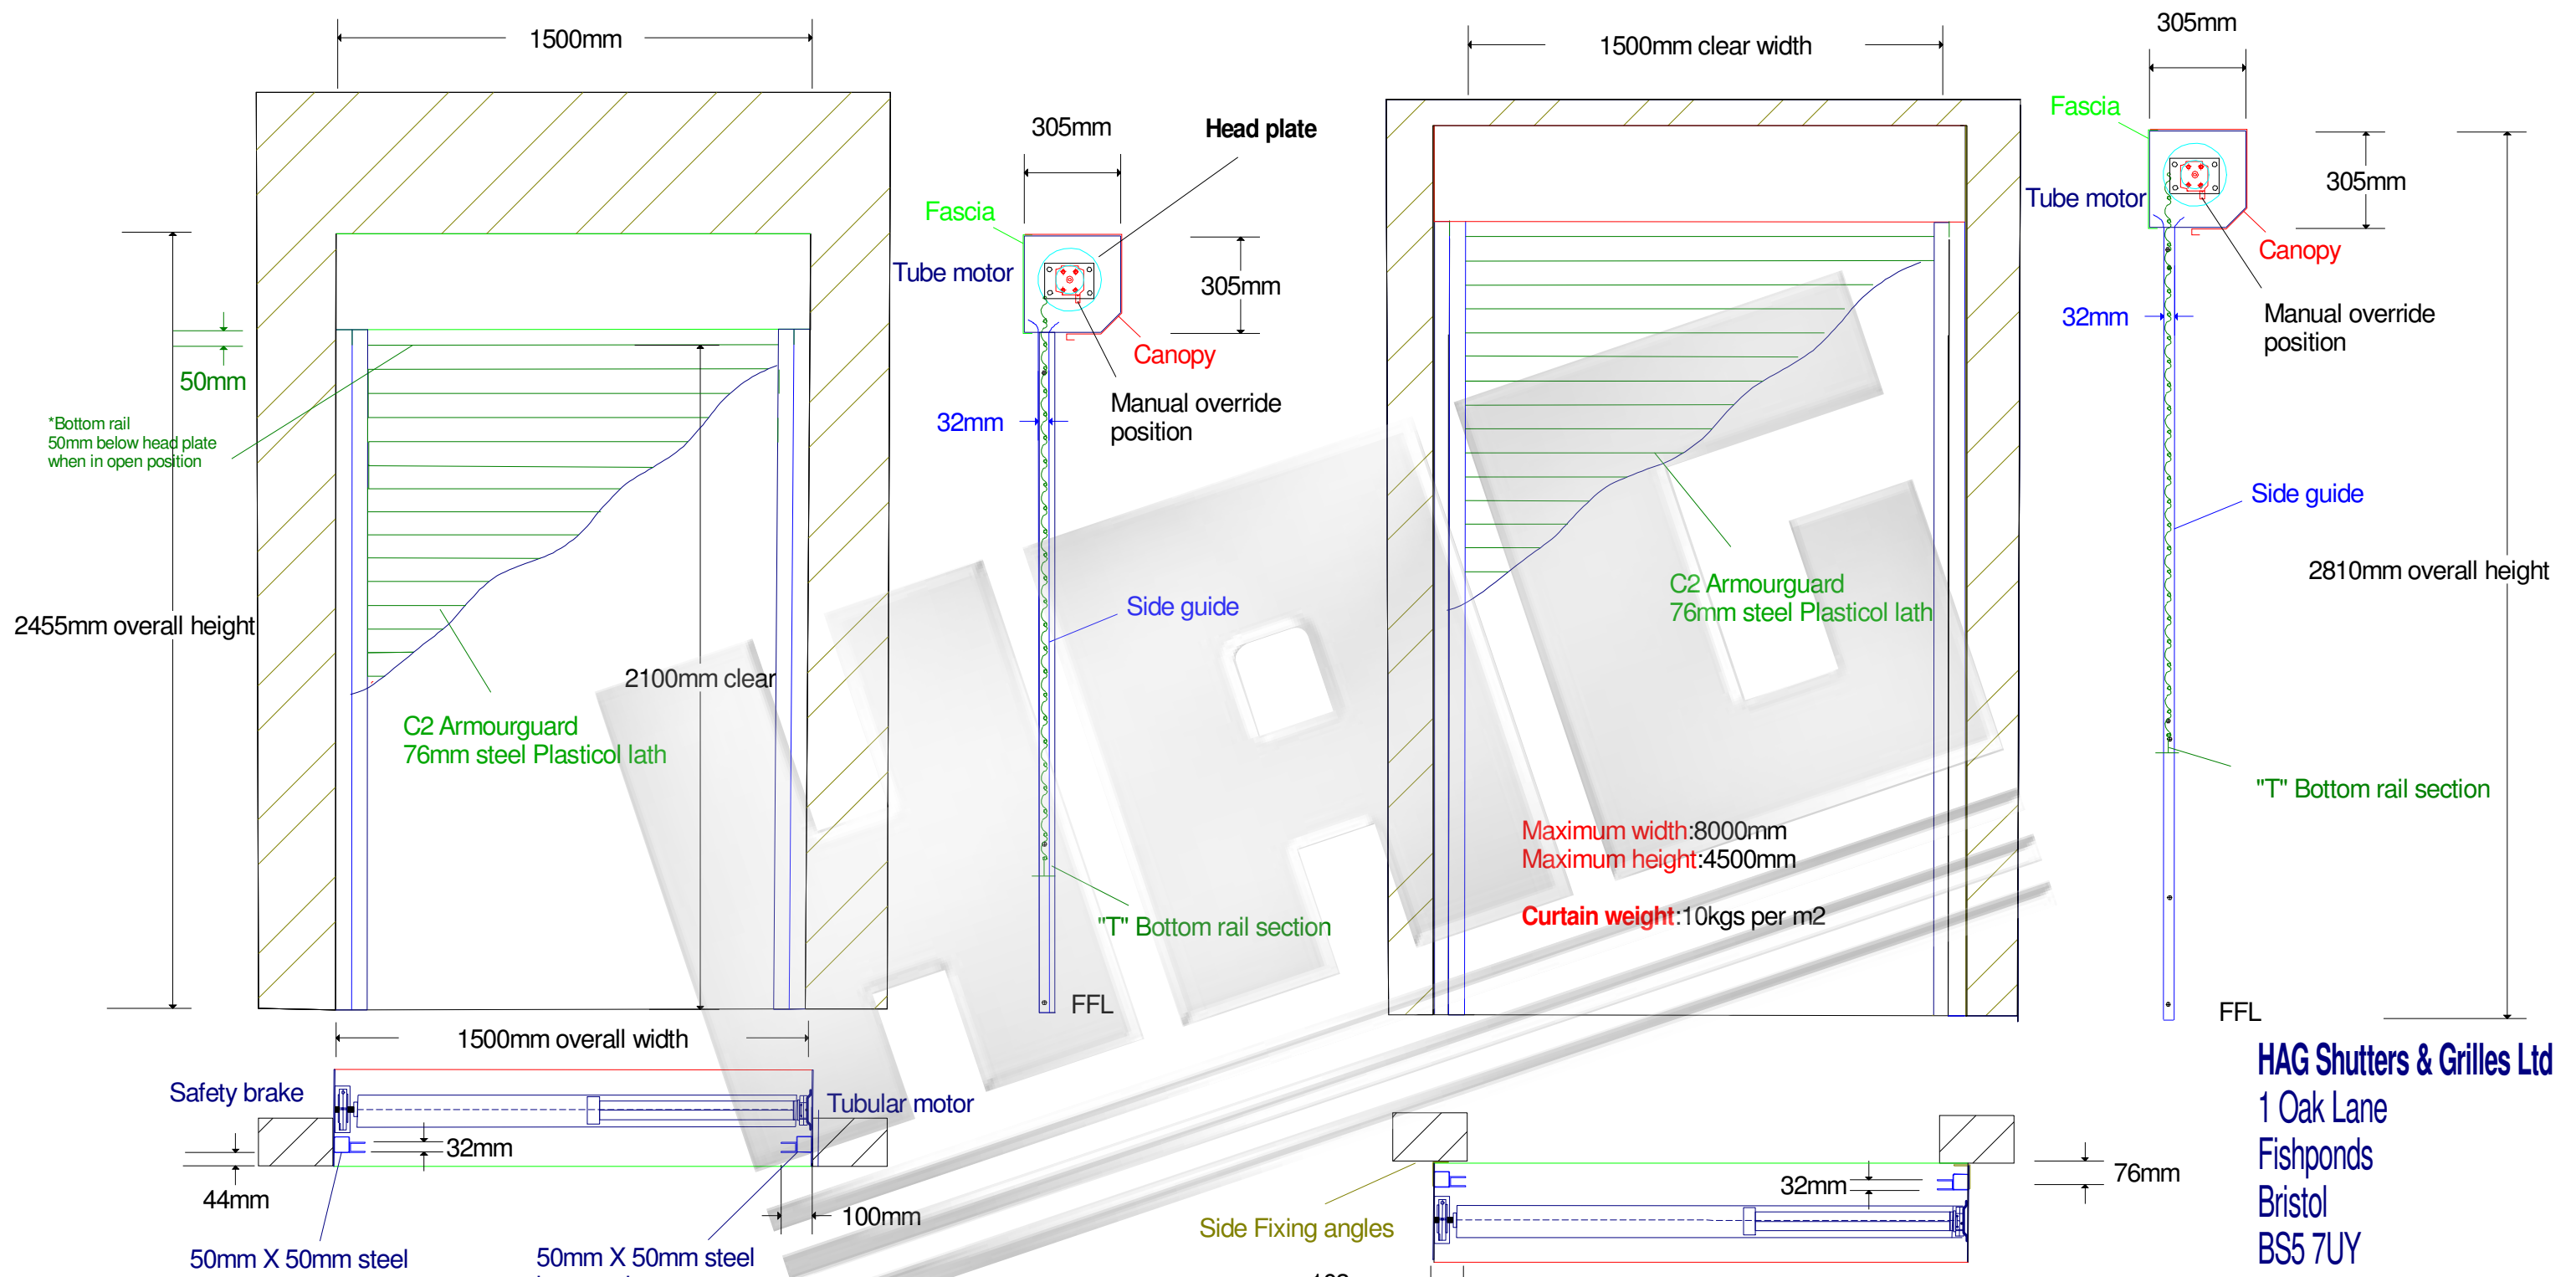 1500mm
1500mm clear width
305mm
Fascia
305mm
Head plate
305mm
Tube motor
Fascia
Canopy
Tube motor
305mm
Manual override
position
32mm
Canopy
50mm
Manual override
position
32mm
*Bottom rail
50mm below head plate
when in open position
Side guide
2810mm overall height
C2 Armourguard
76mm steel Plasticol lath
Side guide
2455mm overall height
2100mm clear
C2 Armourguard
76mm steel Plasticol lath
"T" Bottom rail section
Maximum width:8000mm
Maximum height:4500mm
Curtain weight:10kgs per m2
"T" Bottom rail section
FFL
FFL
1500mm overall width
HAG Shutters & Grilles Ltd
1 Oak Lane
Fishponds
Bristol
BS5 7UY
Safety brake
Tubular motor
32mm
44mm
100mm
32mm
76mm
Side Fixing angles
50mm X 50mm steel
50mm X 50mm steel
HAG